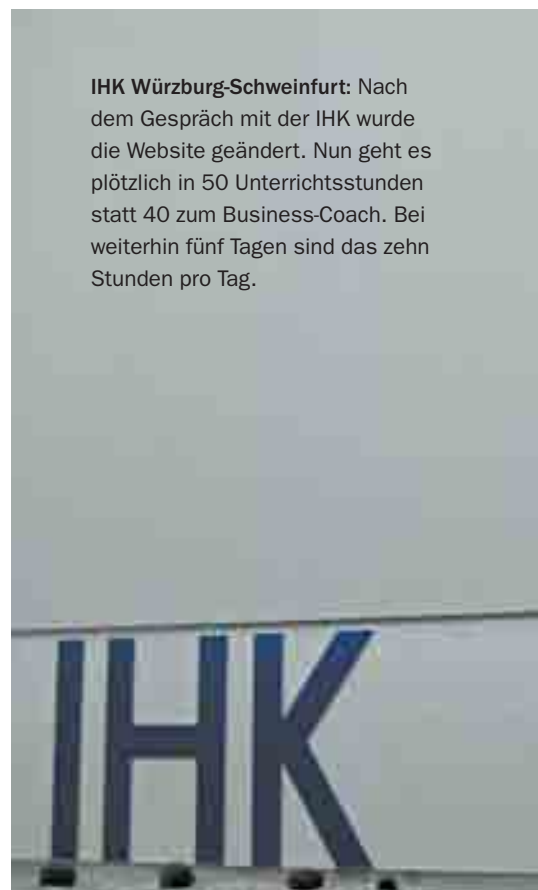 IHK Würzburg-Schweinfurt: Nach
dem Gespräch mit der IHK wurde
die Website geändert. Nun geht es
plötzlich in 50 Unterrichtsstunden
statt 40 zum Business-Coach. Bei
weiterhin fünf Tagen sind das zehn
Stunden pro Tag.
IHK